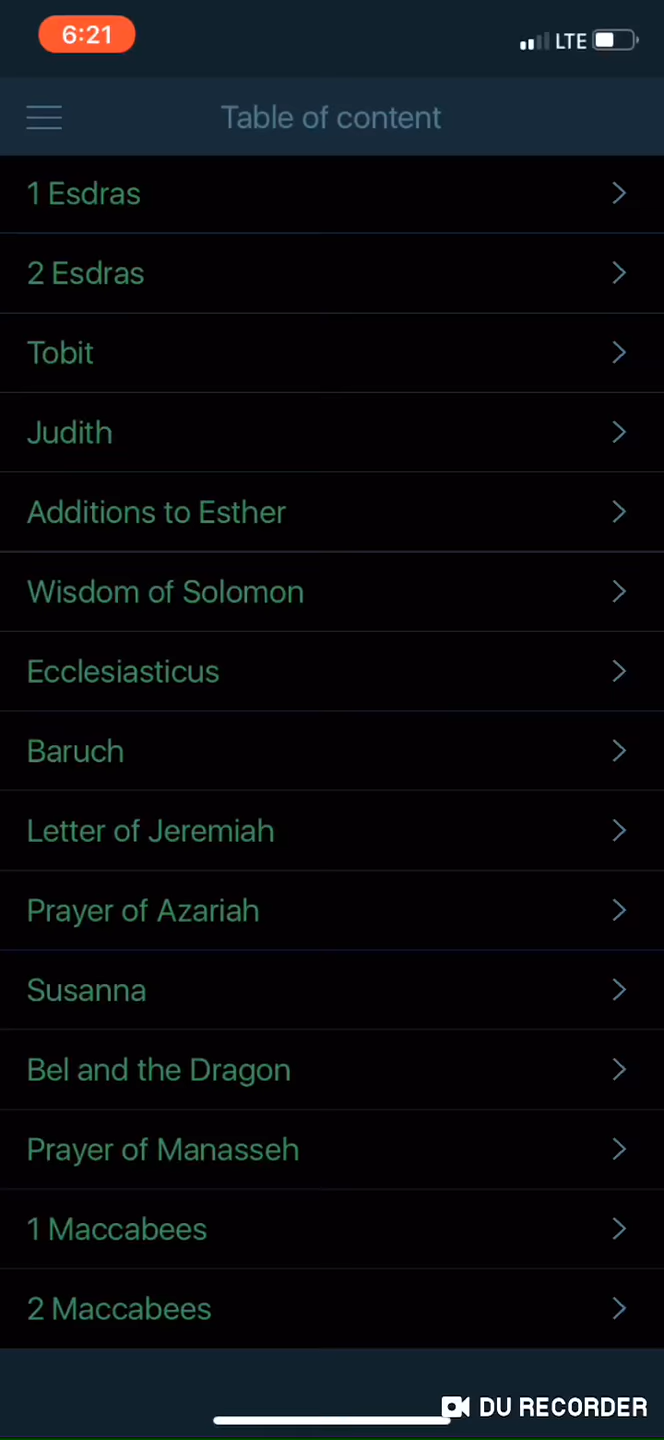 6:21
LTE
Table of content
1 Esdras
2 Esdras
Tobit
Judith
Additions to Esther
Wisdom of Solomon
Ecclesiasticus
Baruch
Letter of Jeremiah
Prayer of Azariah
Susanna
Bel and the Dragon
Prayer of Manasseh
1 Maccabees
2 Maccabees
DU RECORDER